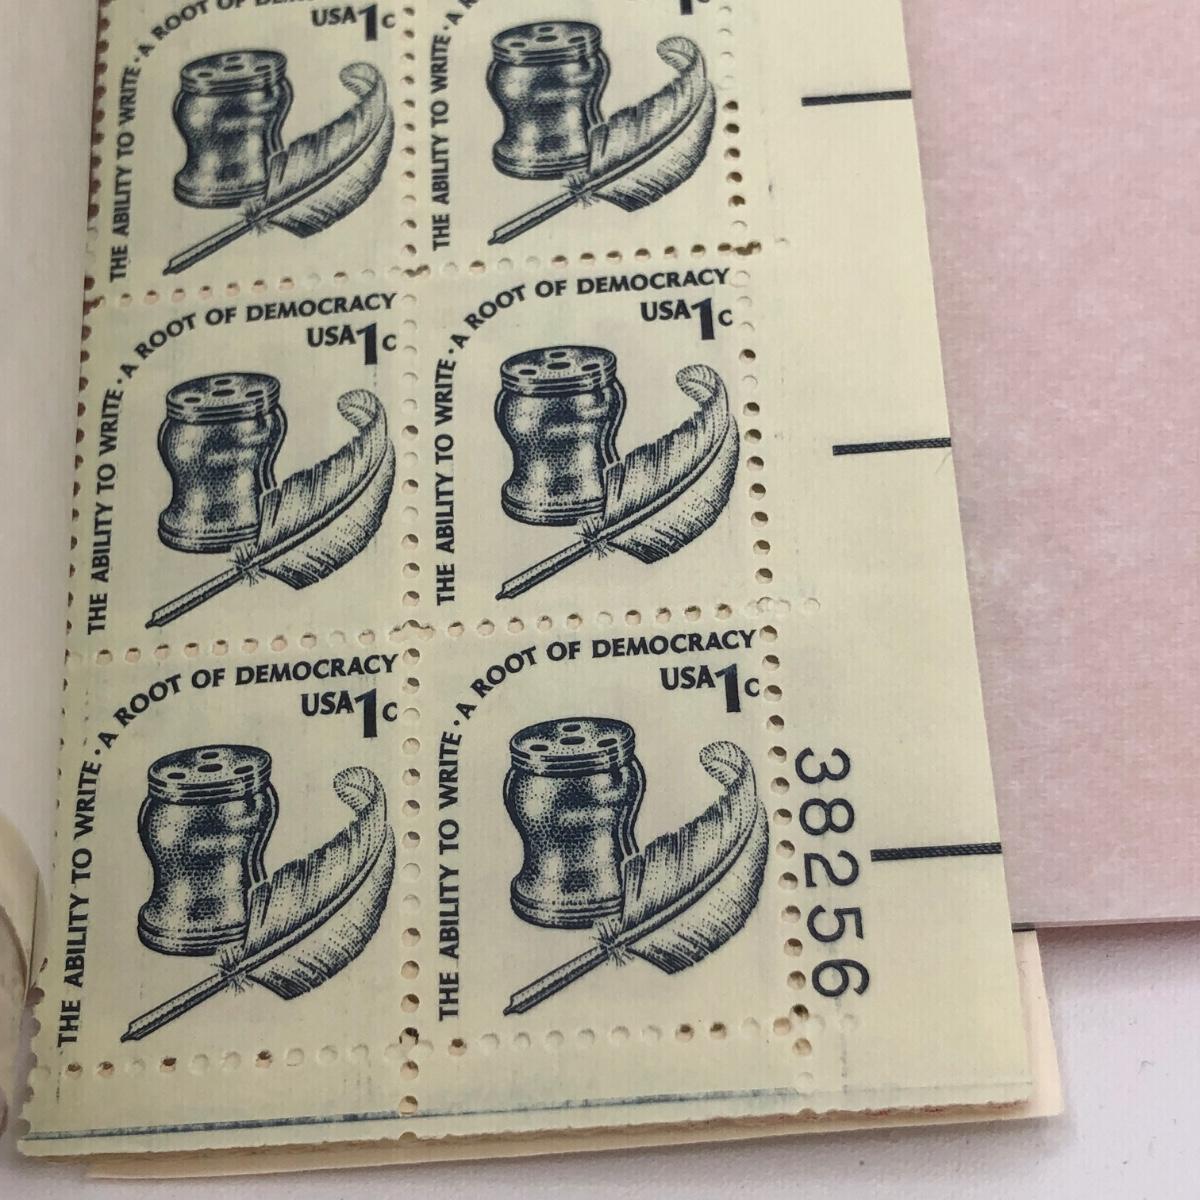 THE ABILITY TO WRITE · A ROOT OF
USA 1c
THE ABILITY TO WRITE · A
1c
THE ABILITY TO WRITE · A ROOT OF DEMOCRACY
USA 1c
THE ABILITY TO WRITE · A ROOT OF DEMOCRACY
USA 1c
THE ABILITY TO WRITE · A ROOT OF DEMOCRACY
USA 1c
THE ABILITY TO WRITE · A ROOT OF DEMOCRACY
USA 1c
38256